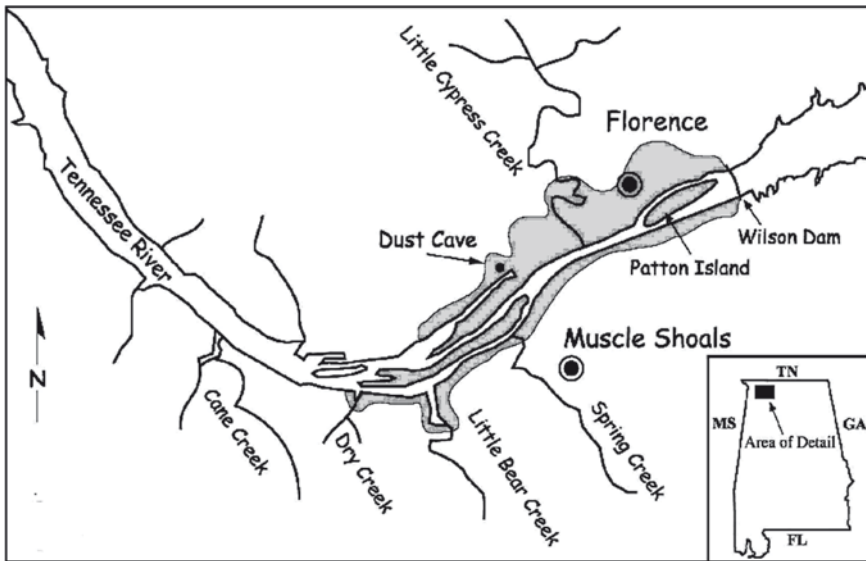 Little Cypress Creek
Florence
Tennessee River
Dust Cave
Wilson Dam
Patton Island
Muscle Shoals
N
Cane Creek
Dry Creek
Little Bear Creek
Spring Creek
TN
MS
GA
Area of Detail
FL